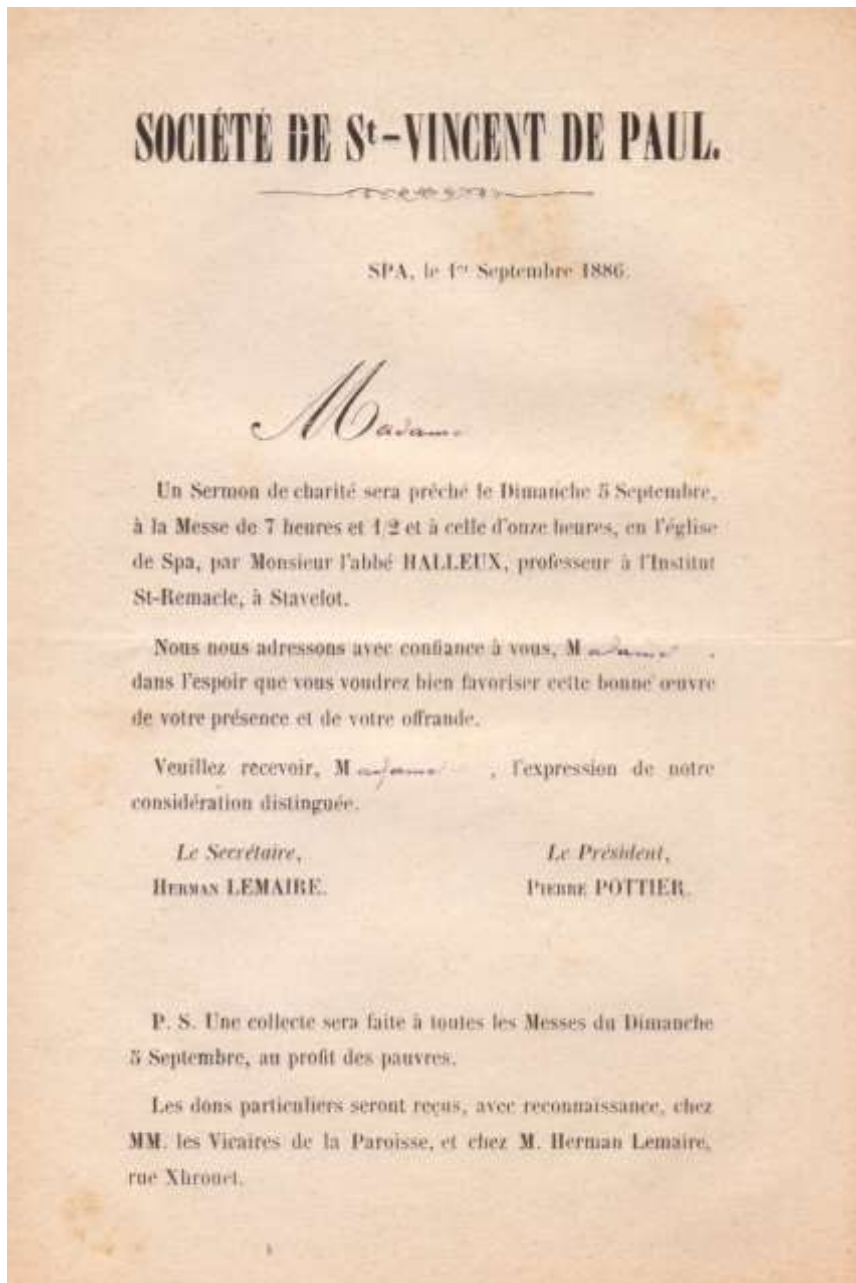 SOCIÉTÉ DE St-VINCENT DE PAUL.
SPA, le 1er Septembre 1886.
Madame
Un Sermon de charité sera prêché le Dimanche 5 Septembre,
à la Messe de 7 heures et 1/2 et à celle d'onze heures, en l'église
de Spa, par Monsieur l'abbé HALLEUX, professeur à l'Institut
St-Remacle, à Stavelot.
Nous nous adressons avec confiance à vous, Madame,
dans l'espoir que vous voudrez bien favoriser cette bonne œuvre
de votre présence et de votre offrande.
Veuillez recevoir, Madame, l'expression de notre
considération distinguée.
Le Secrétaire, Le Président,
HERMAN LEMAIRE. PIERRE POTTIER.
P. S. Une collecte sera faite à toutes les Messes du Dimanche
5 Septembre, au profit des pauvres.
Les dons particuliers seront reçus, avec reconnaissance, chez
MM. les Vicaires de la Paroisse, et chez M. Herman Lemaire,
rue Xhrouet.